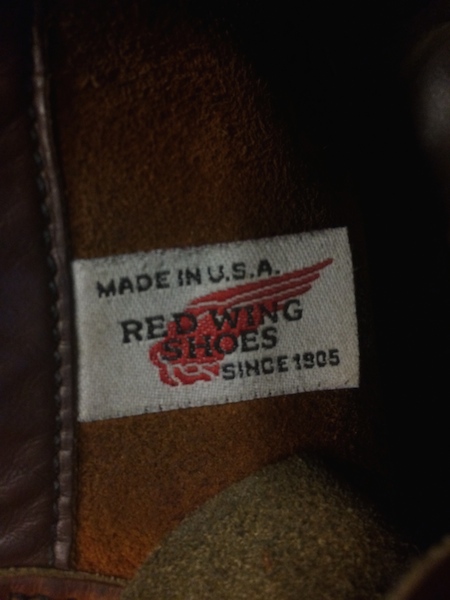 MADE IN U.S.A.
RED WING
SHOES
SINCE 1905